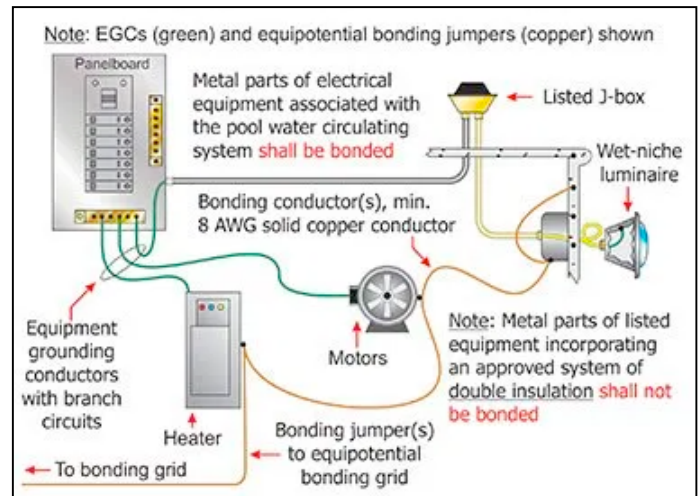 Note: EGCs (green) and equipotential bonding jumpers (copper) shown
Panelboard
Metal parts of electrical
equipment associated with
the pool water circulating
system shall be bonded
Listed J-box
Wet-niche
luminaire
Bonding conductor(s), min.
8 AWG solid copper conductor
Equipment
grounding
conductors
with branch
circuits
Motors
Note: Metal parts of listed
equipment incorporating
an approved system of
double insulation shall not
be bonded
Heater
Bonding jumper(s)
to equipotential
bonding grid
To bonding grid